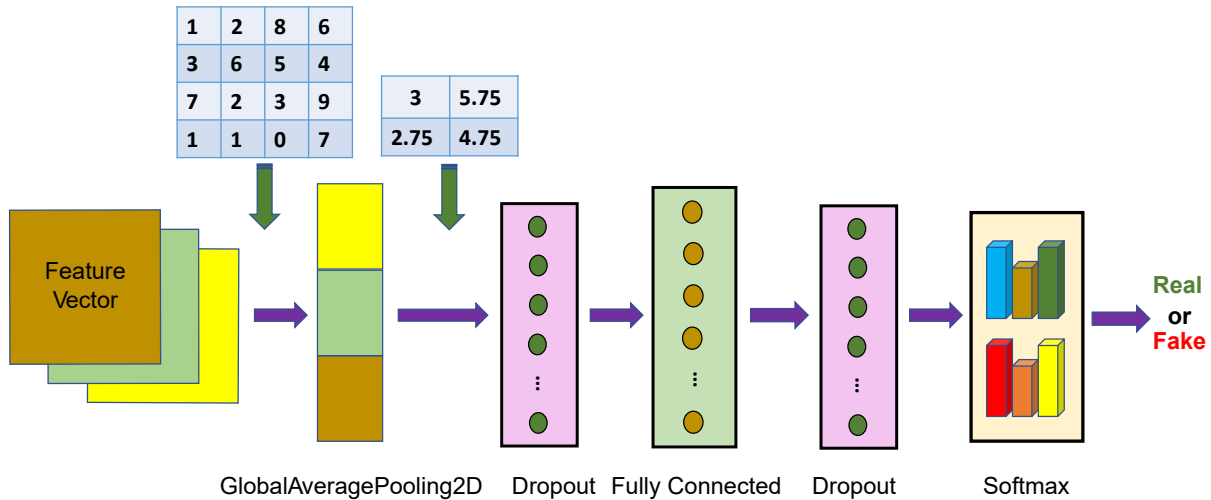 1 2 8 6
3 6 5 4
7 2 3 9
1 1 0 7
3 5.75
2.75 4.75
Feature
Vector
...
...
...
Real
or
Fake
GlobalAveragePooling2D Dropout Fully Connected Dropout Softmax